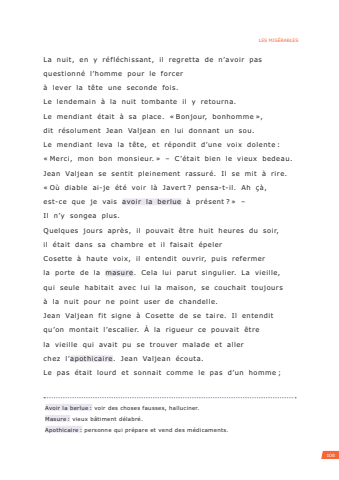 LES MISÉRABLES
La nuit, en y réfléchissant, il regretta de n’avoir pas
questionné l’homme pour le forcer
à lever la tête une seconde fois.
Le lendemain à la nuit tombante il y retourna.
Le mendiant était à sa place. «Bonjour, bonhomme»,
dit résolument Jean Valjean en lui donnant un sou.
Le mendiant leva la tête, et répondit d’une voix dolente :
«Merci, mon bon monsieur.» – C’était bien le vieux bedeau.
Jean Valjean se sentit pleinement rassuré. Il se mit à rire.
«Où diable ai-je été voir là Javert ? pensa-t-il. Ah çà,
est-ce que je vais avoir la berlue à présent ?» –
Il n’y songea plus.
Quelques jours après, il pouvait être huit heures du soir,
il était dans sa chambre et il faisait épeler
Cosette à haute voix, il entendit ouvrir, puis refermer
la porte de la masure. Cela lui parut singulier. La vieille,
qui seule habitait avec lui la maison, se couchait toujours
à la nuit pour ne point user de chandelle.
Jean Valjean fit signe à Cosette de se taire. Il entendit
qu’on montait l’escalier. À la rigueur ce pouvait être
la vieille qui avait pu se trouver malade et aller
chez l’apothicaire. Jean Valjean écouta.
Le pas était lourd et sonnait comme le pas d’un homme ;
Avoir la berlue : voir des choses fausses, halluciner.
Masure : vieux bâtiment délabré.
Apothicaire : personne qui prépare et vend des médicaments.